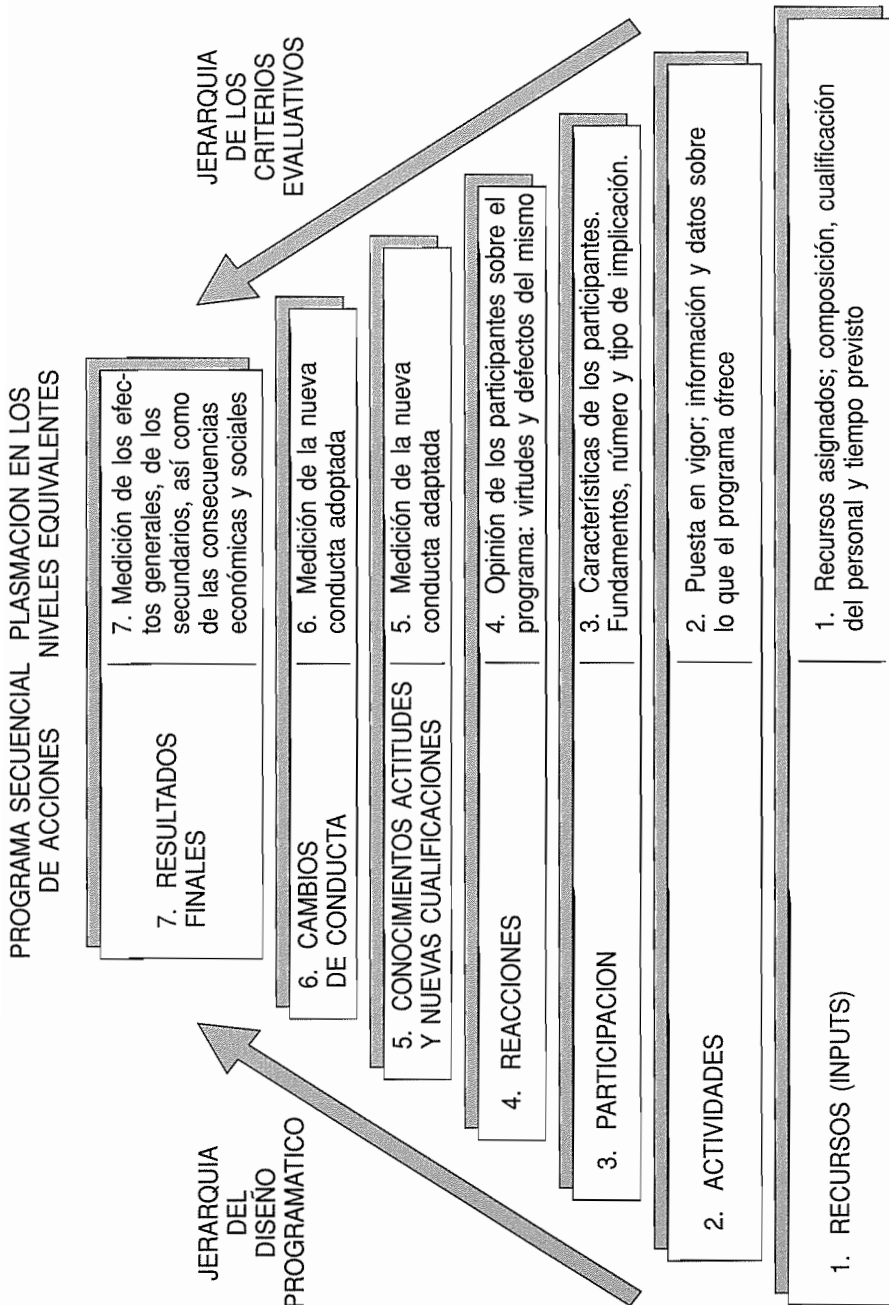 PROGRAMA SECUENCIAL
DE ACCIONES
PLASMACION EN LOS
NIVELES EQUIVALENTES
JERARQUIA
DEL
DISEÑO
PROGRAMATICO
JERARQUIA
DE LOS
CRITERIOS
EVALUATIVOS
7. RESULTADOS
FINALES
7. Medición de los efec-
tos generales, de los
secundarios, así como
de las consecuencias
económicas y sociales
6. CAMBIOS
DE CONDUCTA
6. Medición de la nueva
conducta adoptada
5. CONOCIMIENTOS ACTITUDES
Y NUEVAS CUALIFICACIONES
5. Medición de la nueva
conducta adaptada
4. REACCIONES
4. Opinión de los participantes sobre el
programa: virtudes y defectos del mismo
3. PARTICIPACION
3. Características de los participantes.
Fundamentos, número y tipo de implicación.
2. ACTIVIDADES
2. Puesta en vigor; información y datos sobre
lo que el programa ofrece
1. RECURSOS (INPUTS)
1. Recursos asignados; composición, cualificación
del personal y tiempo previsto